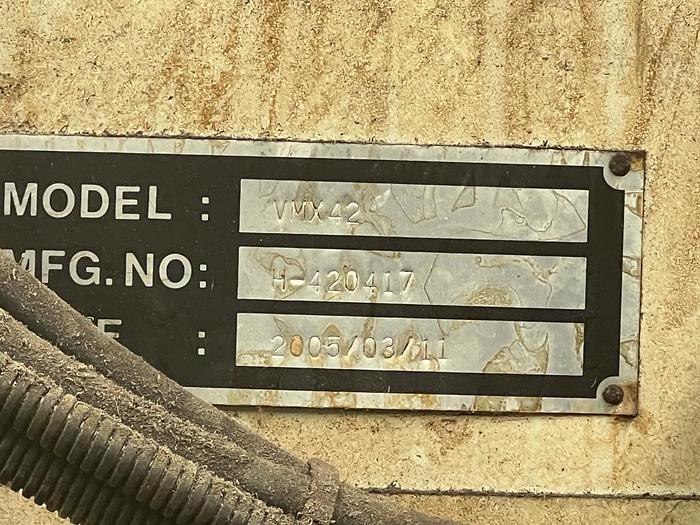 MODEL : VMX42
MFG. NO: H-420417
: 2005/03/11